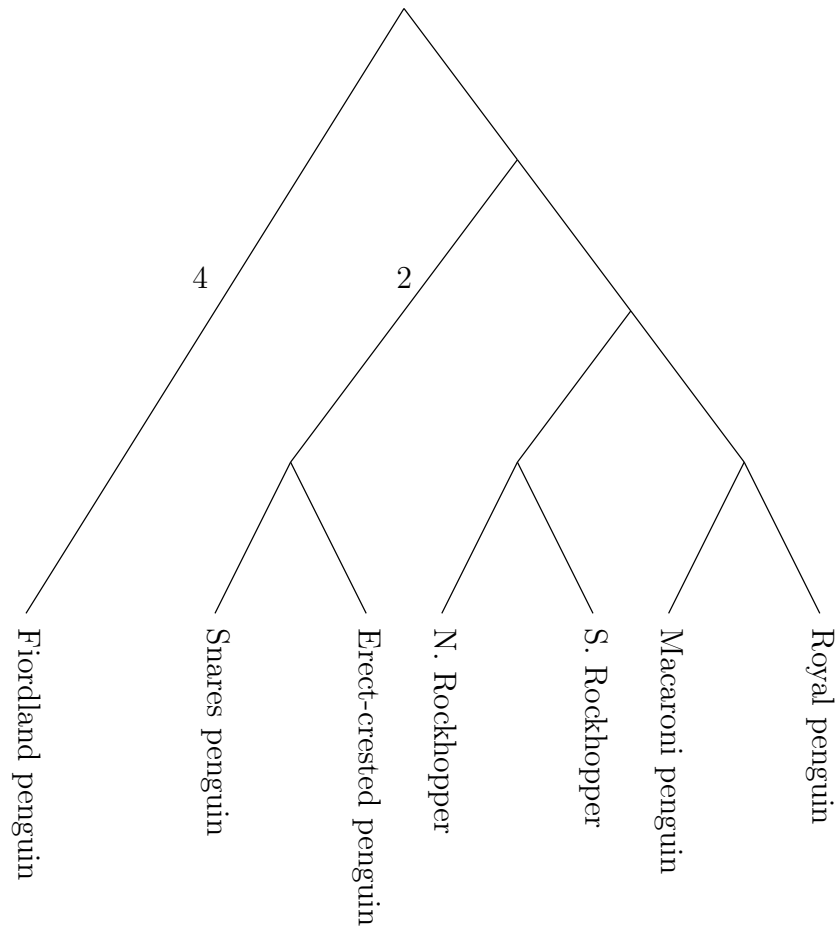 4
2
Fiordland penguin
Snares penguin
Erect-crested penguin
N. Rockhopper
S. Rockhopper
Macaroni penguin
Royal penguin